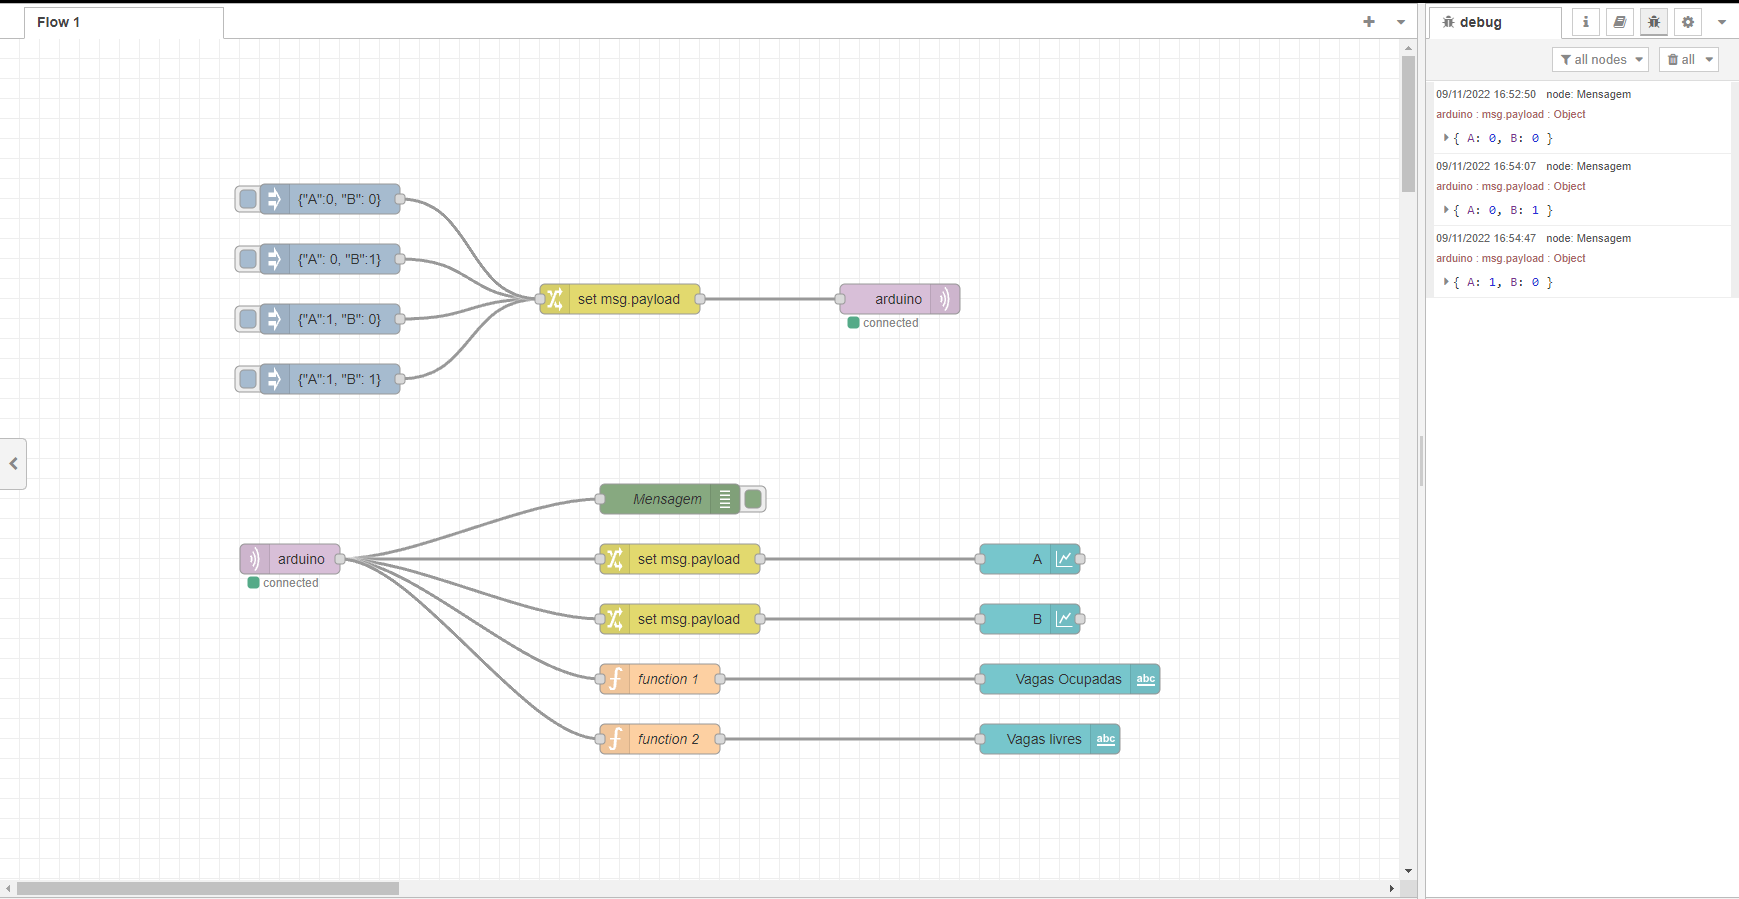 Flow 1
debug
all nodes
all
09/11/2022 16:52:50 node: Mensagem
arduino : msg.payload : Object
{ A: 0, B: 0 }
09/11/2022 16:54:07 node: Mensagem
arduino : msg.payload : Object
{ A: 0, B: 1 }
09/11/2022 16:54:47 node: Mensagem
arduino : msg.payload : Object
{ A: 1, B: 0 }
{"A":0, "B": 0}
{"A": 0, "B":1}
{"A":1, "B": 0}
{"A":1, "B": 1}
set msg.payload
arduino
connected
Mensagem
arduino
connected
set msg.payload
A
set msg.payload
B
function 1
Vagas Ocupadas abc
function 2
Vagas livres abc